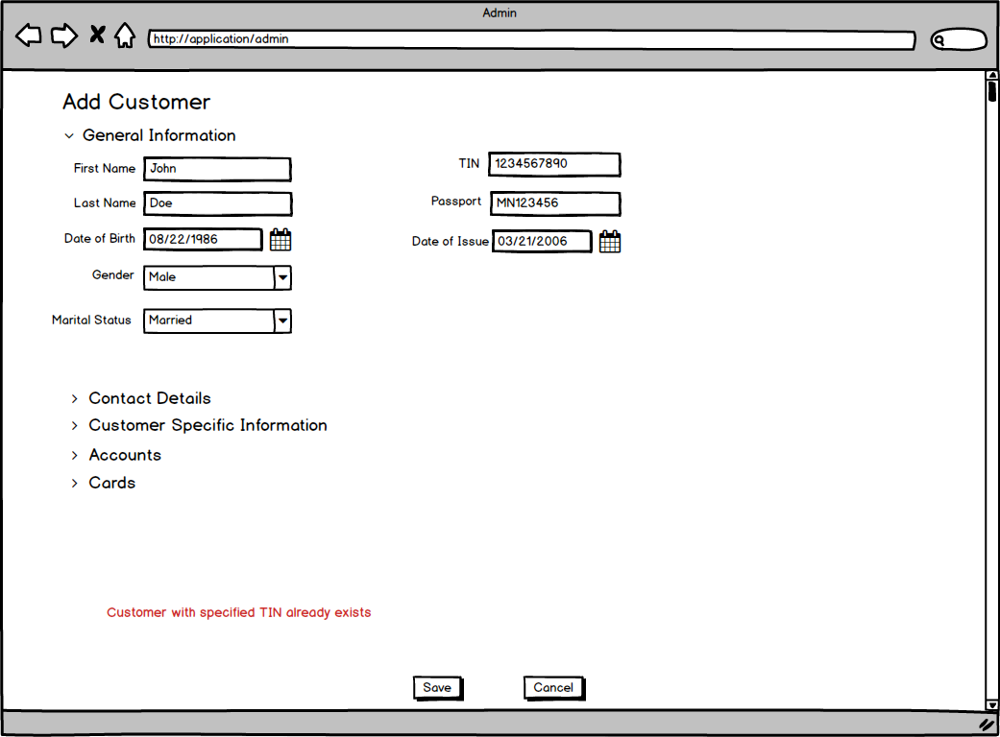 Admin
http://application/admin
Add Customer
General Information
First Name John
TIN 1234567890
Last Name Doe
Passport MN123456
Date of Birth 08/22/1986
Date of Issue 03/21/2006
Gender Male
Marital Status Married
Contact Details
Customer Specific Information
Accounts
Cards
Customer with specified TIN already exists
Save Cancel